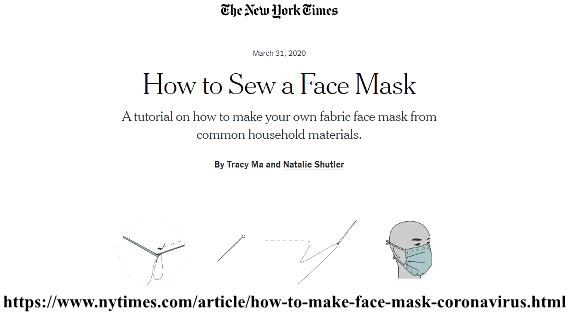 The New York Times
March 31, 2020
How to Sew a Face Mask
A tutorial on how to make your own fabric face mask from
common household materials.
By Tracy Ma and Natalie Shutler
https://www.nytimes.com/article/how-to-make-face-mask-coronavirus.html